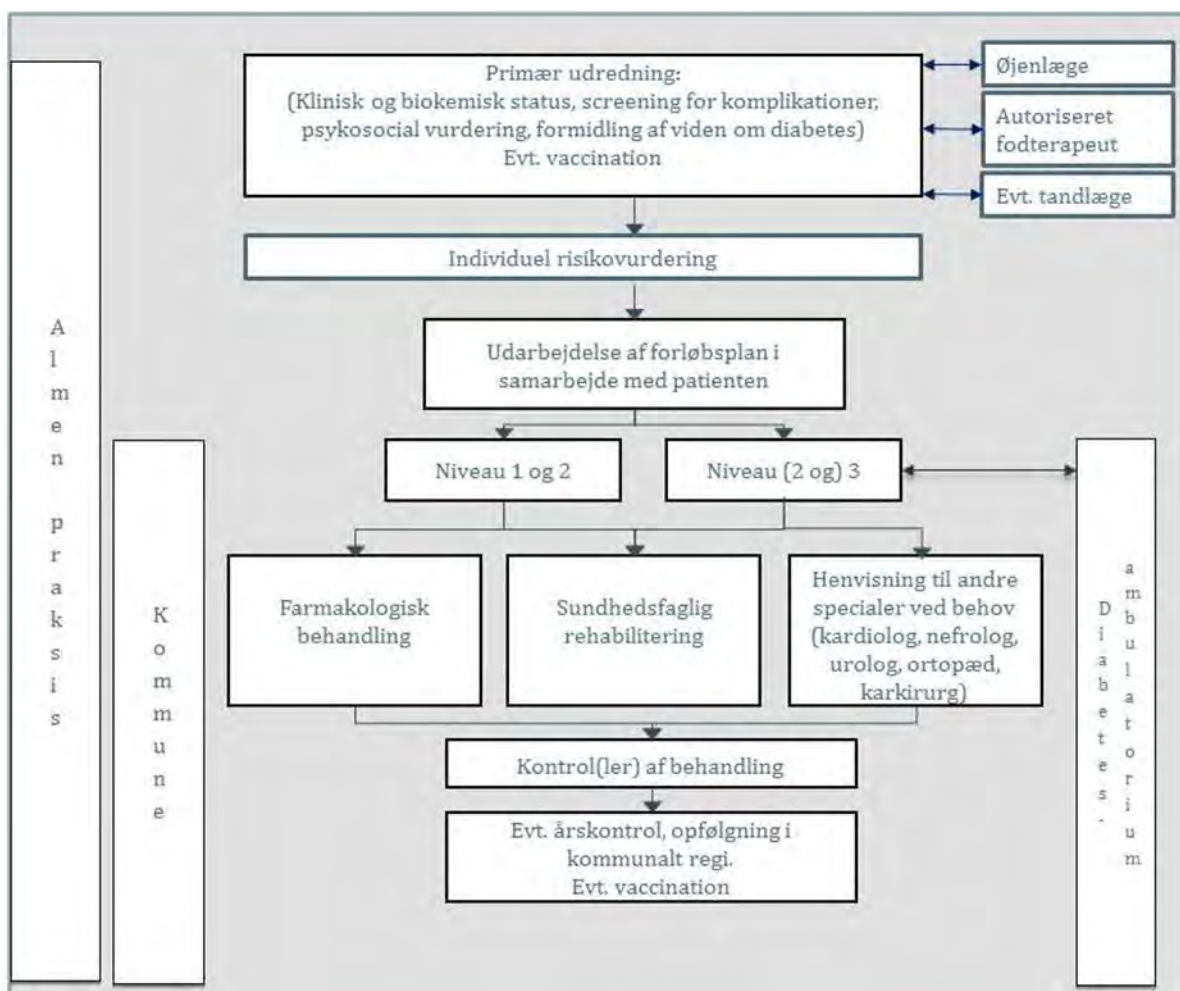 Primær udredning:
(Klinisk og biokemisk status, screening for komplikationer,
psykosocial vurdering, formidling af viden om diabetes)
Evt. vaccination
Øjenlæge
Autoriseret
fodterapeut
Evt. tandlæge
Individuel risikovurdering
Udarbejdelse af forløbsplan i
samarbejde med patienten
Niveau 1 og 2
Niveau (2 og) 3
Farmakologisk
behandling
Sundhedsfaglig
rehabilitering
Henvisning til andre
specialer ved behov
(kardiolog, nefrolog,
urolog, ortopæd,
karkirurg)
Kontrol(ler) af behandling
Evt. årskontrol, opfølgning i
kommunalt regi.
Evt. vaccination
Almen praksis
Kommune
Diabetes-
ambulatorium